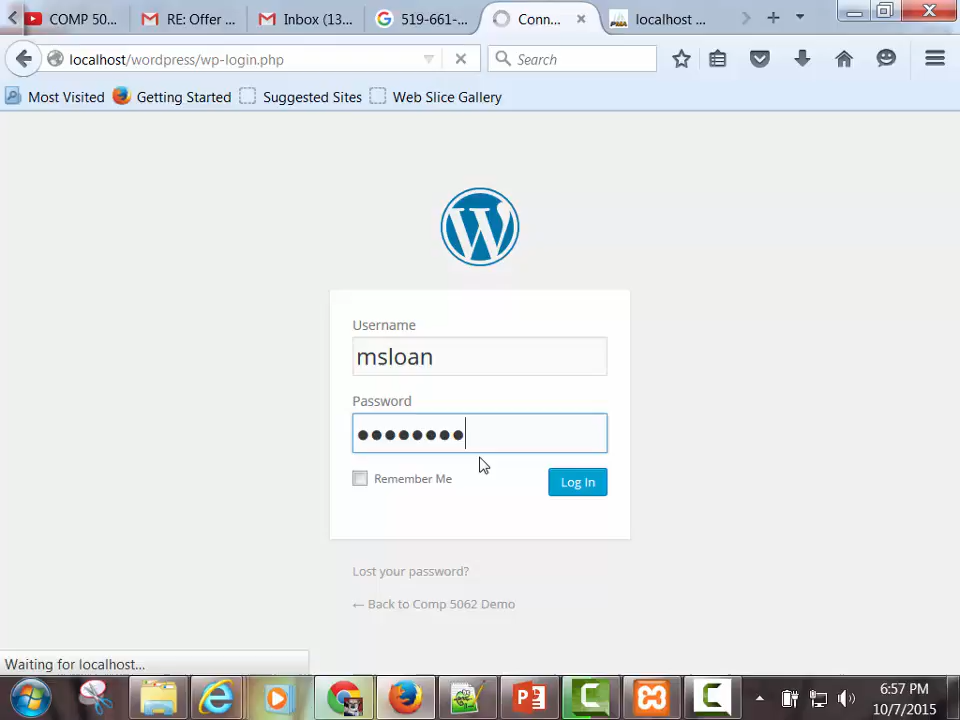 COMP 50...
RE: Offer ...
Inbox (13...
519-661-...
Conn...
localhost ...
localhost/wordpress/wp-login.php
Search
Most Visited
Getting Started
Suggested Sites
Web Slice Gallery
W
Username
msloan
Password
Remember Me
Log In
Lost your password?
← Back to Comp 5062 Demo
Waiting for localhost...
6:57 PM
10/7/2015